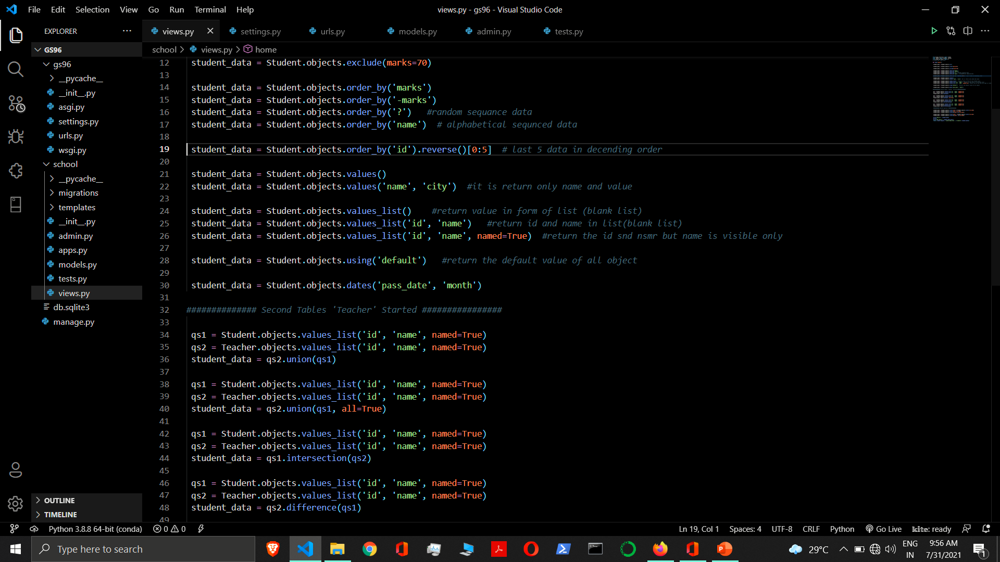 File Edit Selection View Go Run Terminal Help
views.py - gs96 - Visual Studio Code
EXPLORER
views.py settings.py urls.py models.py admin.py tests.py
GS96
school > views.py > home
gs96
__pycache__
__init__.py
asgi.py
settings.py
urls.py
wsgi.py
school
__pycache__
migrations
templates
__init__.py
admin.py
apps.py
models.py
tests.py
views.py
db.sqlite3
manage.py
OUTLINE
TIMELINE
12 student_data = Student.objects.exclude(marks=70)
13
14 student_data = Student.objects.order_by('marks')
15 student_data = Student.objects.order_by('-marks')
16 student_data = Student.objects.order_by('?') #random sequance data
17 student_data = Student.objects.order_by('name') # alphabetical sequnced data
18
19 student_data = Student.objects.order_by('id').reverse()[0:5] # last 5 data in decending order
20
21 student_data = Student.objects.values()
22 student_data = Student.objects.values('name', 'city') #it is return only name and value
23
24 student_data = Student.objects.values_list() #return value in form of list (blank list)
25 student_data = Student.objects.values_list('id', 'name') #return id and name in list(blank list)
26 student_data = Student.objects.values_list('id', 'name', named=True) #return the id snd nsmr but name is visible only
27
28 student_data = Student.objects.using('default') #return the default value of all object
29
30 student_data = Student.objects.dates('pass_date', 'month')
31
32 ############## Second Tables 'Teacher' Started ################
33
34 qs1 = Student.objects.values_list('id', 'name', named=True)
35 qs2 = Teacher.objects.values_list('id', 'name', named=True)
36 student_data = qs2.union(qs1)
37
38 qs1 = Student.objects.values_list('id', 'name', named=True)
39 qs2 = Teacher.objects.values_list('id', 'name', named=True)
40 student_data = qs2.union(qs1, all=True)
41
42 qs1 = Student.objects.values_list('id', 'name', named=True)
43 qs2 = Teacher.objects.values_list('id', 'name', named=True)
44 student_data = qs1.intersection(qs2)
45
46 qs1 = Student.objects.values_list('id', 'name', named=True)
47 qs2 = Teacher.objects.values_list('id', 'name', named=True)
48 student_data = qs2.difference(qs1)
49
Python 3.8.8 64-bit (conda) 0 0 Ln 19, Col 1 Spaces: 4 UTF-8 CRLF Python Go Live kite: ready
Type here to search
29°C
ENG
IN
9:56 AM
7/31/2021
1